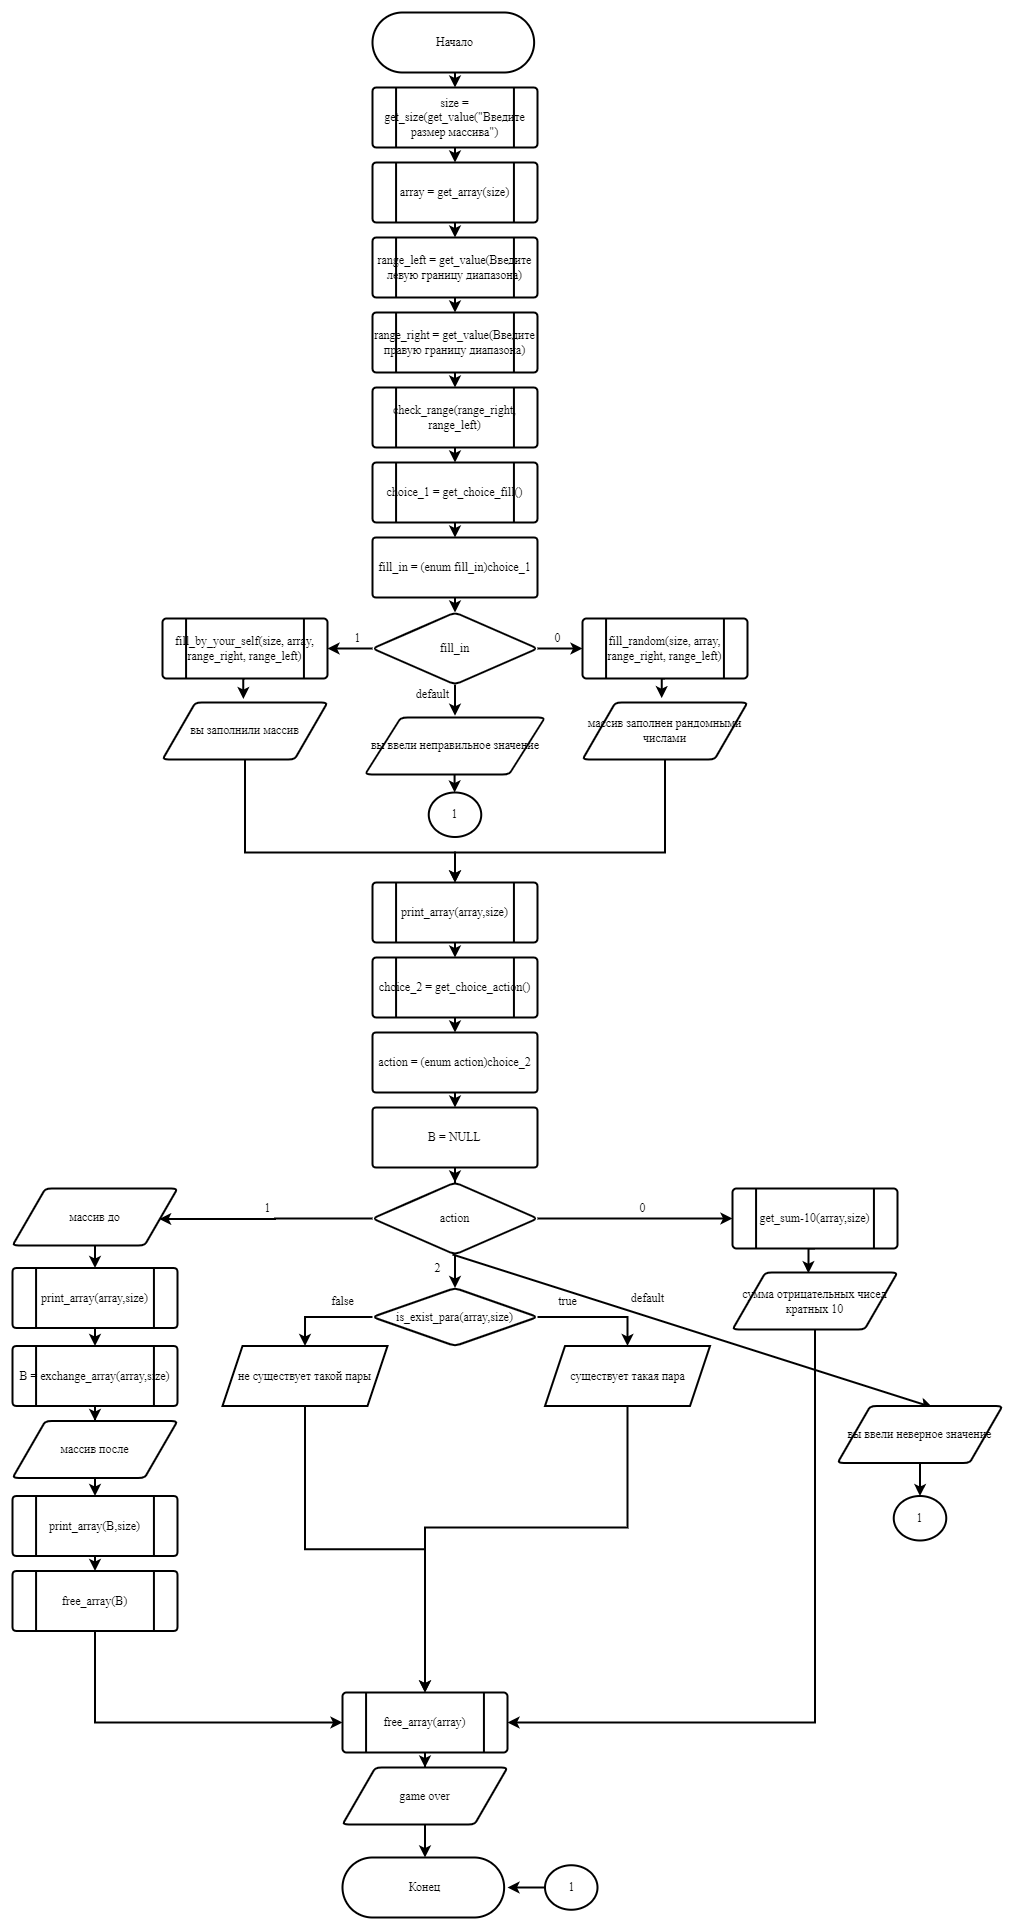 Начало
size =
get_size(get_value("Введите
размер массива")
array = get_array(size)
range_left = get_value(Введите
левую границу диапазона)
range_right = get_value(Введите
правую границу диапазона)
check_range(range_right,
range_left)
choice_1 = get_choice_fill()
fill_in = (enum fill_in)choice_1
fill_by_your_self(size, array,
range_right, range_left)
1
fill_in
0
fill_random(size, array,
range_right, range_left)
default
вы заполнили массив
вы ввели неправильное значение
массив заполнен рандомными
числами
1
print_array(array,size)
choice_2 = get_choice_action()
action = (enum action)choice_2
B = NULL
массив до
1
action
0
get_sum-10(array,size)
2
print_array(array,size)
false
is_exist_para(array,size)
true
default
сумма отрицательных чисел
кратных 10
B = exchange_array(array,size)
не существует такой пары
существует такая пара
массив после
вы ввели неверное значение
print_array(B,size)
1
free_array(B)
free_array(array)
game over
Конец
1